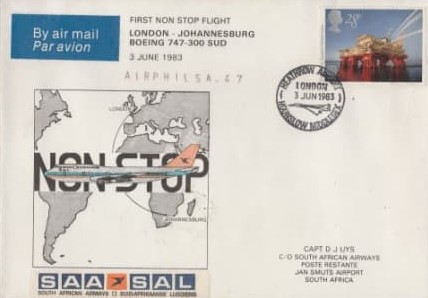 By air mail
Par avion
FIRST NON STOP FLIGHT
LONDON - JOHANNESBURG
BOEING 747-300 SUD
3 JUNE 1983
AIRPHILSA.47
28P
HEATHROW AIRPORT
LONDON
3 JUN 1983
HOUNSLOW MIDDLESEX
LONDON
NON-STOP
JOHANNESBURG
SAA SAL
SOUTH AFRICAN AIRWAYS SUID-AFRIKAANSE LUGDIENS
CAPT D J UYS
C/O SOUTH AFRICAN AIRWAYS
POSTE RESTANTE
JAN SMUTS AIRPORT
SOUTH AFRICA